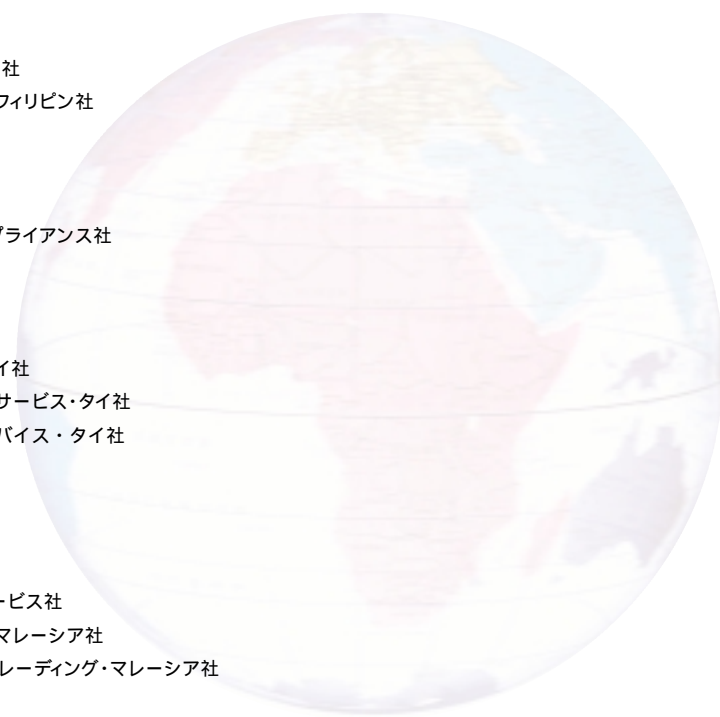 社
フィリピン社
プライアンス社
イ社
サービス・タイ社
バイス・タイ社
ービス社
マレーシア社
レーディング・マレーシア社